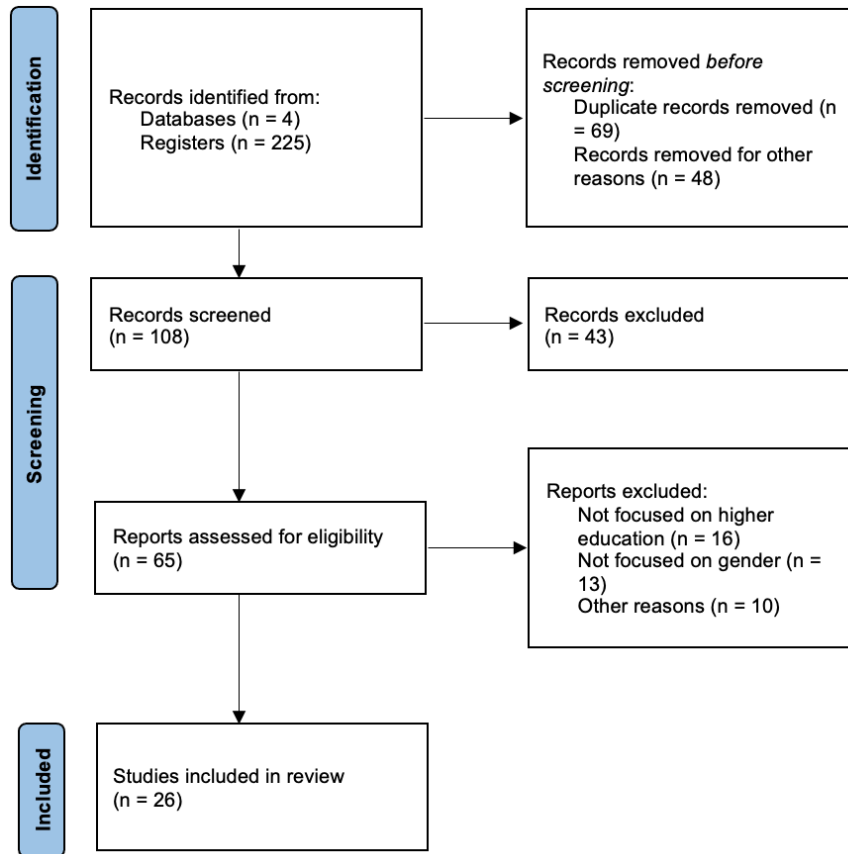 Identification
Records identified from:
Databases (n = 4)
Registers (n = 225)
Records removed before
screening:
Duplicate records removed (n
= 69)
Records removed for other
reasons (n = 48)
Screening
Records screened
(n = 108)
Records excluded
(n = 43)
Reports assessed for eligibility
(n = 65)
Reports excluded:
Not focused on higher
education (n = 16)
Not focused on gender (n =
13)
Other reasons (n = 10)
Included
Studies included in review
(n = 26)